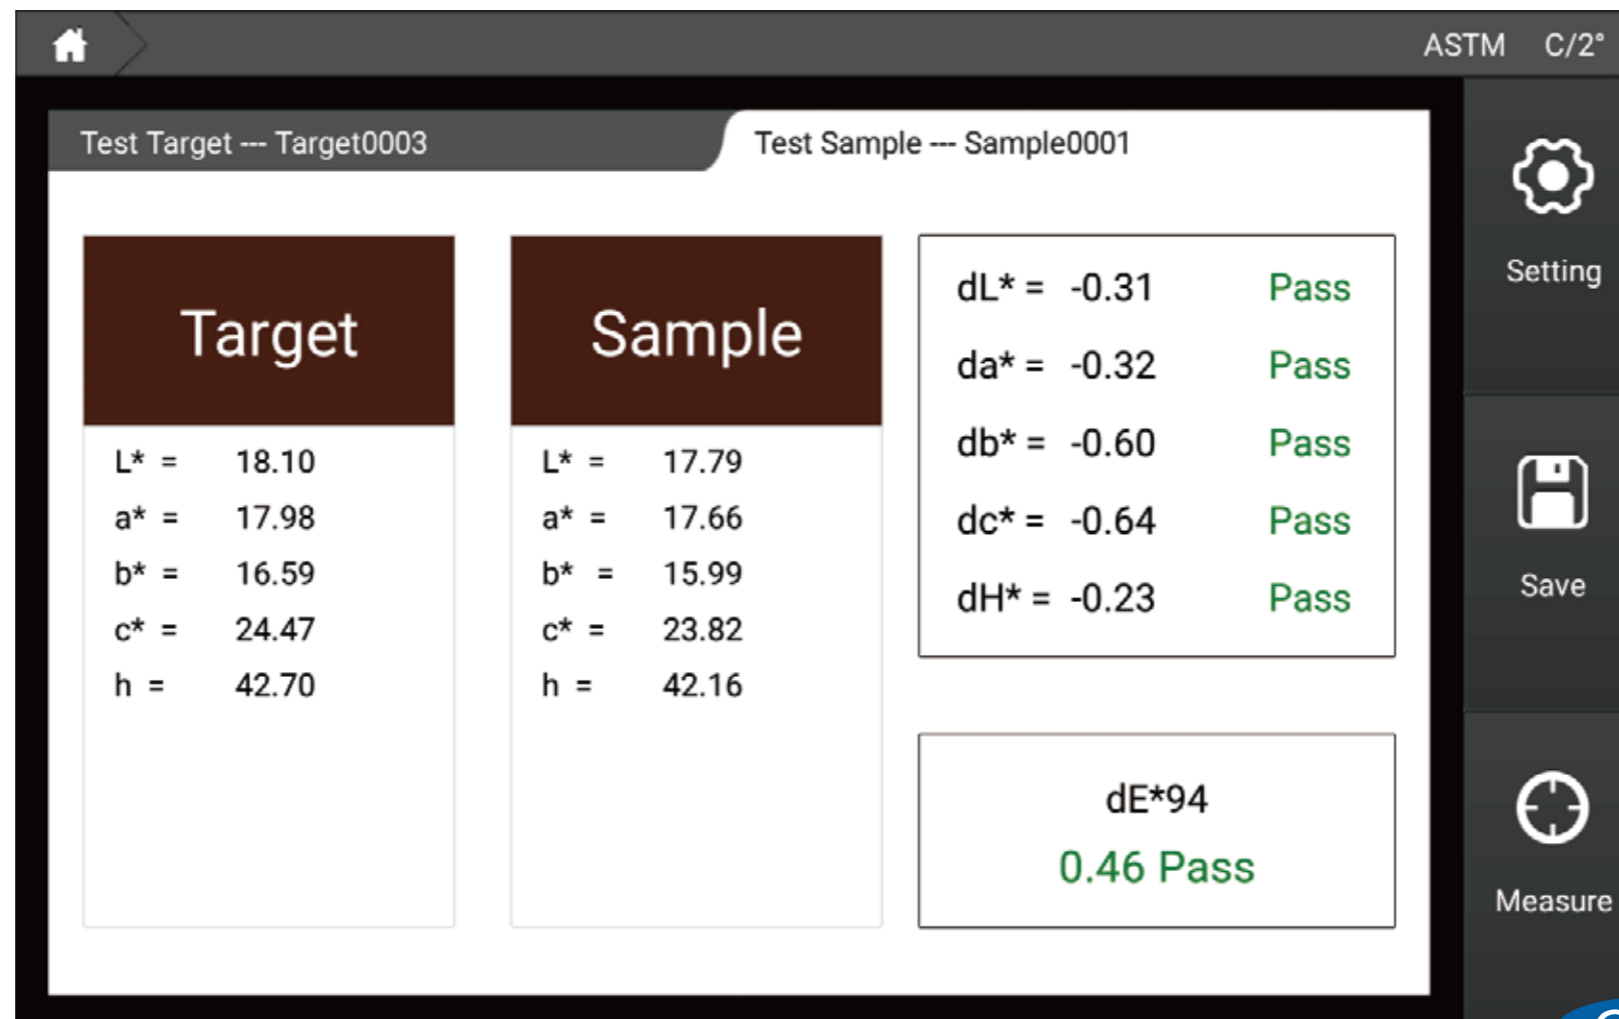 ASTM C/2°
Test Target --- Target0003
Test Sample --- Sample0001
Target
L* = 18.10
a* = 17.98
b* = 16.59
c* = 24.47
h = 42.70
Sample
L* = 17.79
a* = 17.66
b* = 15.99
c* = 23.82
h = 42.16
dL* = -0.31 Pass
da* = -0.32 Pass
db* = -0.60 Pass
dc* = -0.64 Pass
dH* = -0.23 Pass
dE*94
0.46 Pass
Setting
Save
Measure